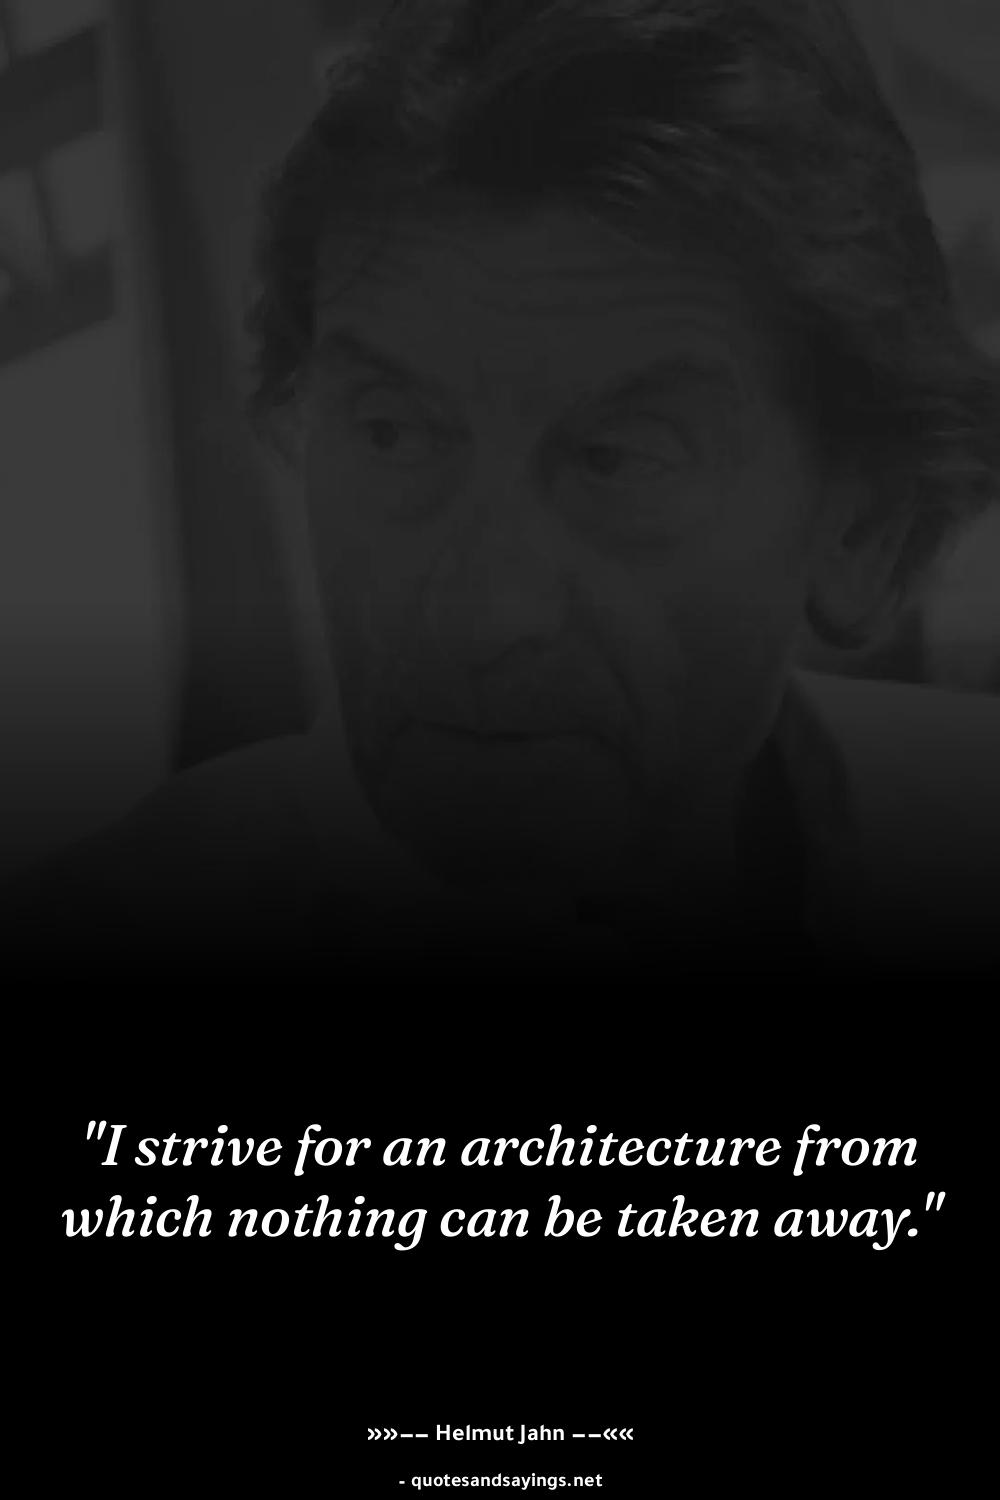 "I strive for an architecture from
which nothing can be taken away."
»»−− Helmut Jahn −−««
- quotesandsayings.net